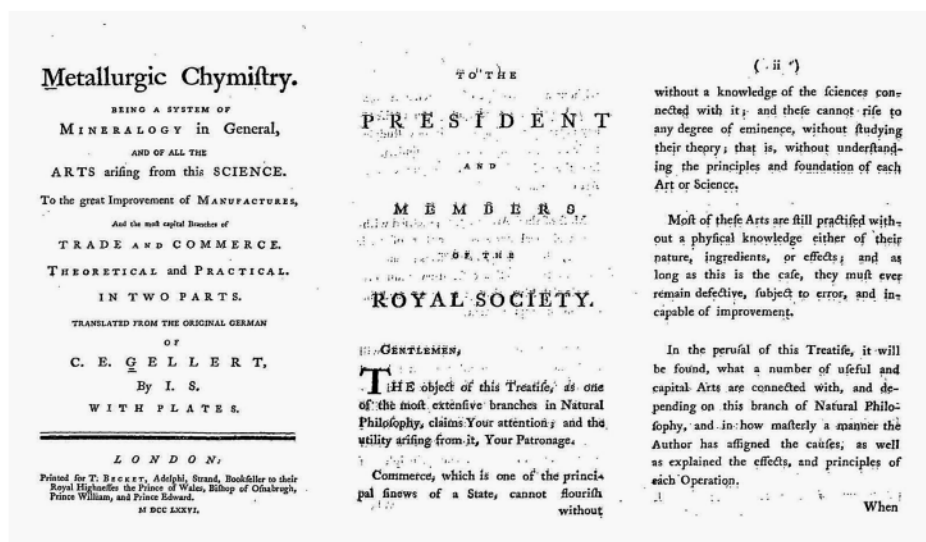 Metallurgic Chymiſtry.
BEING A SYSTEM OF
MINERALOGY in General,
AND OF ALL THE
ARTS ariſing from this SCIENCE.
To the great Improvement of MANUFACTURES,
And the moſt capital Branches of
TRADE AND COMMERCE.
THEORETICAL and PRACTICAL.
IN TWO PARTS.
TRANSLATED FROM THE ORIGINAL GERMAN
OF
C. E. GELLERT,
By I. S.
WITH PLATES.
LONDON:
Printed for T. BECKET, Adelphi, Strand, Bookſeller to their
Royal Highneſſes the Prince of Wales, Biſhop of Oſnabrugh,
Prince William, and Prince Edward.
M DCC LXXVI.
TO THE
PRESIDENT
AND
MEMBERS
OF THE
ROYAL SOCIETY.
GENTLEMEN,
THE object of this Treatiſe, as one
of the moſt extenſive branches in Natural
Philoſophy, claims Your attention; and the
utility ariſing from it, Your Patronage.
Commerce, which is one of the princi-
pal ſinews of a State, cannot flouriſh
without
( ii )
without a knowledge of the ſciences con-
nected with it; and theſe cannot riſe to
any degree of eminence, without ſtudying
their theory; that is, without underſtand-
ing the principles and foundation of each
Art or Science.
Moſt of theſe Arts are ſtill practiſed with-
out a phyſical knowledge either of their
nature, ingredients, or effects; and as
long as this is the caſe, they muſt ever
remain defective, ſubject to error, and in-
capable of improvement.
In the peruſal of this Treatiſe, it will
be found, what a number of uſeful and
capital Arts are connected with, and de-
pending on this branch of Natural Philo-
ſophy, and in how maſterly a manner the
Author has aſſigned the cauſes, as well
as explained the effects, and principles of
each Operation.
When